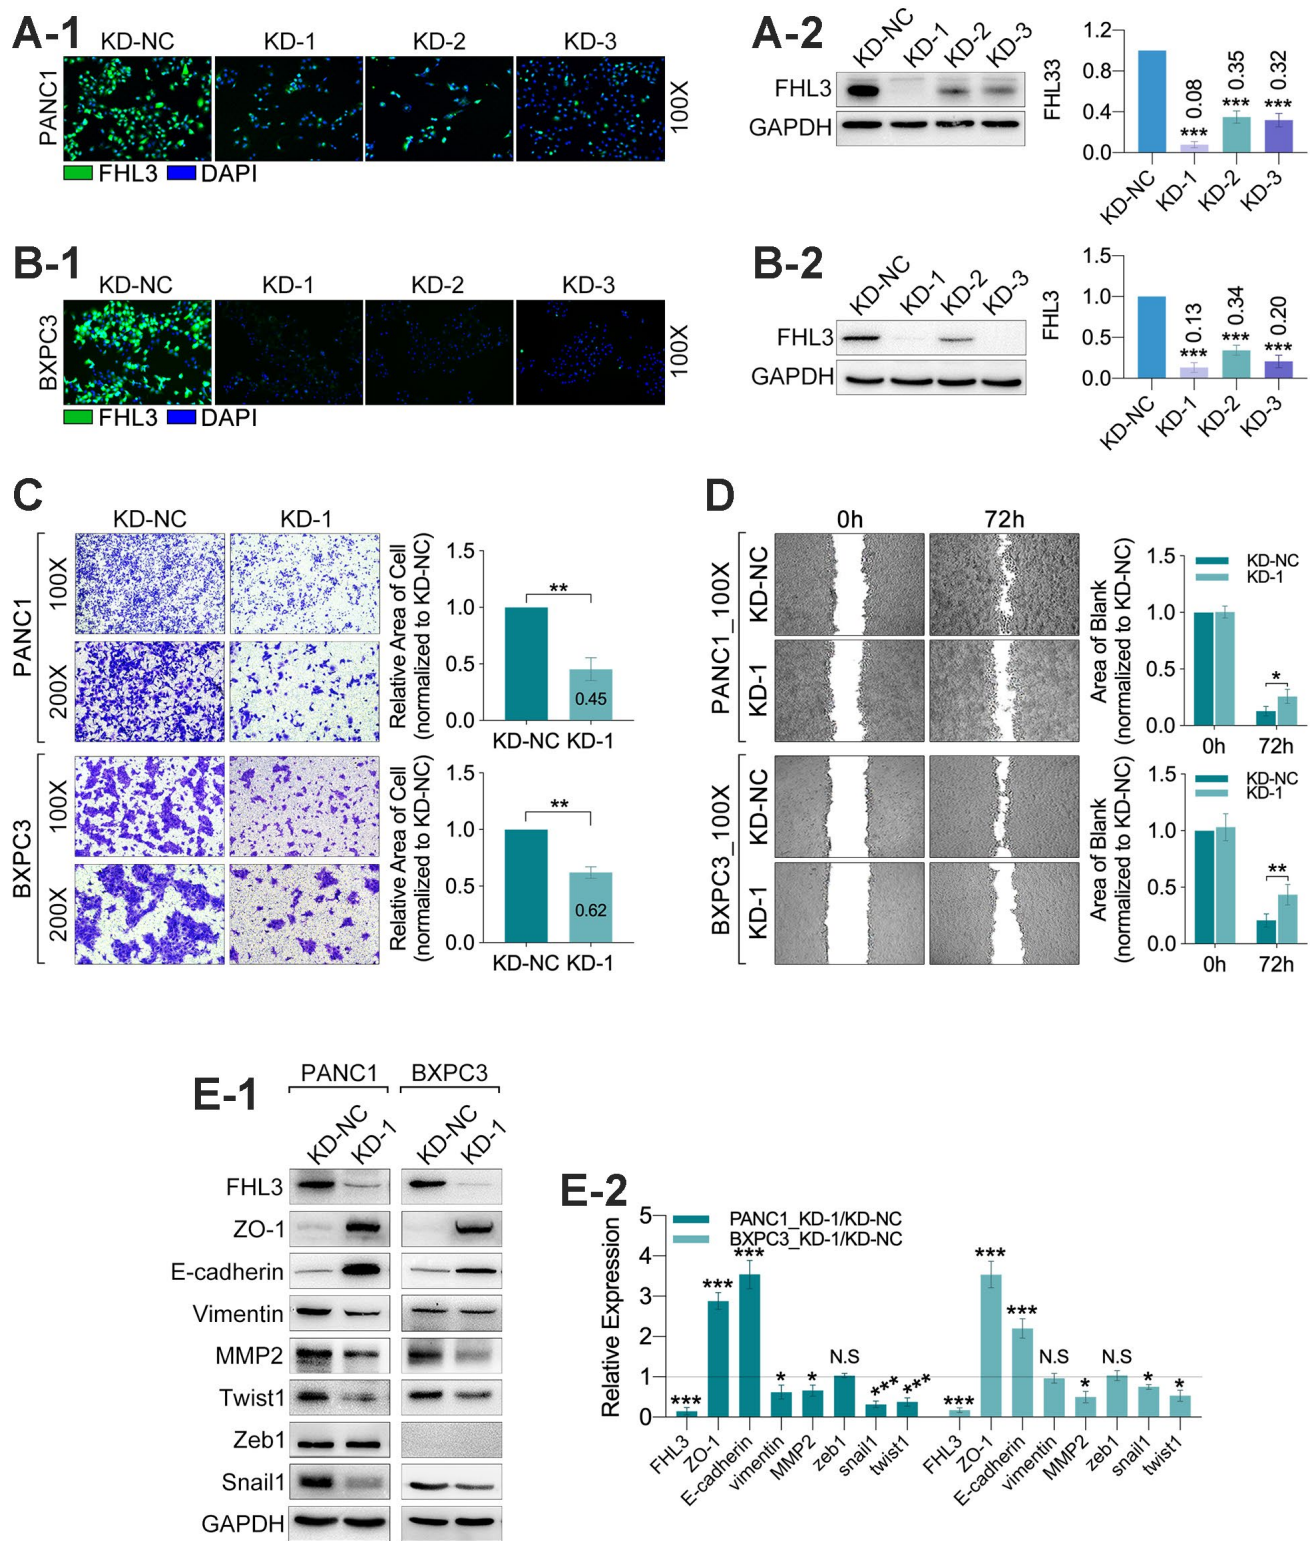 A-1
KD-NC KD-1 KD-2 KD-3
PANC1
100X
FHL3 DAPI
A-2
KD-NC KD-1 KD-2 KD-3
FHL3
GAPDH
FHL33
1.2
0.8
0.4
0.0
0.08 0.35 0.32
*** *** ***
KD-NC KD-1 KD-2 KD-3
B-1
KD-NC KD-1 KD-2 KD-3
BXPC3
100X
FHL3 DAPI
B-2
KD-NC KD-1 KD-2 KD-3
FHL3
GAPDH
FHL3
1.5
1.0
0.5
0.0
0.13 0.34 0.20
*** *** ***
KD-NC KD-1 KD-2 KD-3
C
KD-NC KD-1
PANC1
100X
200X
Relative Area of Cell
(normalized to KD-NC)
1.5
1.0
0.5
0.0
**
0.45
KD-NC KD-1
BXPC3
100X
200X
Relative Area of Cell
(normalized to KD-NC)
1.5
1.0
0.5
0.0
**
0.62
KD-NC KD-1
D
0h 72h
PANC1_100X
KD-NC
KD-1
Area of Blank
(normalized to KD-NC)
1.5
1.0
0.5
0.0
KD-NC
KD-1
*
0h 72h
BXPC3_100X
KD-NC
KD-1
Area of Blank
(normalized to KD-NC)
1.5
1.0
0.5
0.0
KD-NC
KD-1
**
0h 72h
E-1
PANC1 BXPC3
KD-NC KD-1 KD-NC KD-1
FHL3
ZO-1
E-cadherin
Vimentin
MMP2
Twist1
Zeb1
Snail1
GAPDH
E-2
Relative Expression
5
4
3
2
1
0
PANC1_KD-1/KD-NC
BXPC3_KD-1/KD-NC
*** *** *** * * N.S *** *** *** *** *** N.S * N.S * *
FHL3 ZO-1 E-cadherin vimentin MMP2 zeb1 snail1 twist1 FHL3 ZO-1 E-cadherin vimentin MMP2 zeb1 snail1 twist1